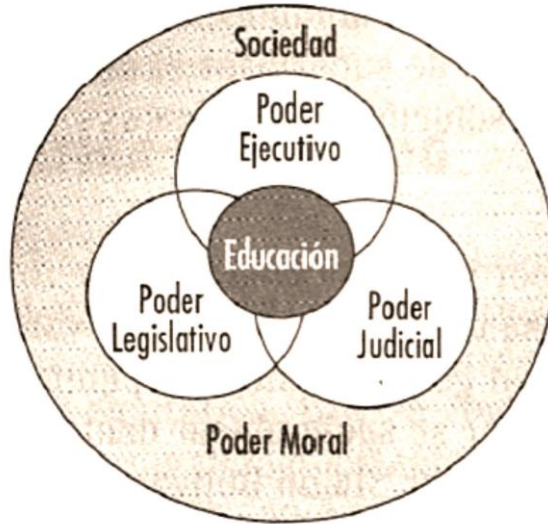 Sociedad
Poder
Ejecutivo
Educación
Poder
Legislativo
Poder
Judicial
Poder Moral